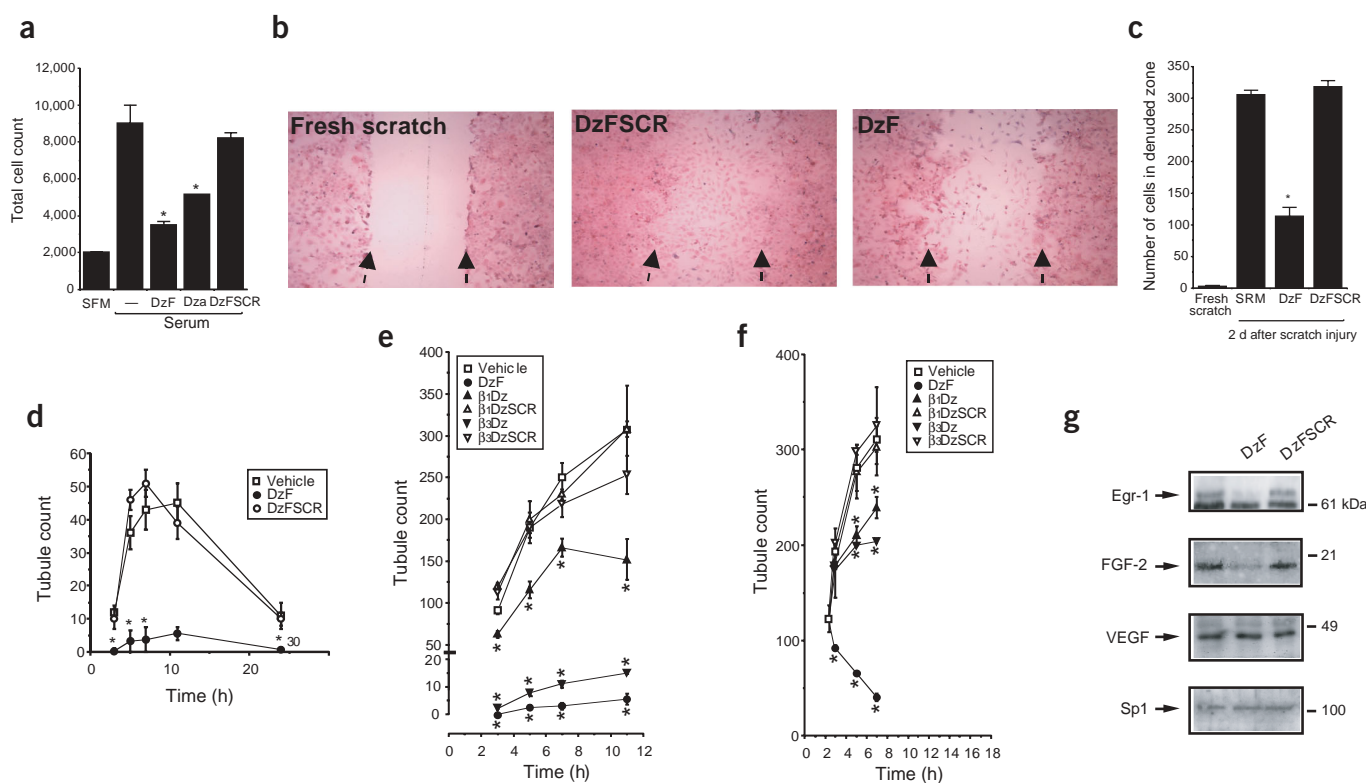 a
Total cell count
12,000
10,000
8,000
6,000
4,000
2,000
0
*
*
SFM — DzF Dza DzFSCR
Serum
b
Fresh scratch
DzFSCR
DzF
c
Number of cells in denuded zone
350
300
250
200
150
100
50
0
*
Fresh scratch SRM DzF DzFSCR
2 d after scratch injury
d
Tubule count
60
50
40
30
20
10
0
Vehicle
DzF
DzFSCR
* * * *
30
0 10 20
Time (h)
e
Tubule count
400
350
300
250
200
150
100
50
20
10
0
Vehicle
DzF
β1Dz
β1DzSCR
β3Dz
β3DzSCR
* * * *
* * * *
* * * *
0 2 4 6 8 10 12
Time (h)
f
Tubule count
400
300
200
100
0
Vehicle
DzF
β1Dz
β1DzSCR
β3Dz
β3DzSCR
* *
* *
* * *
0 2 4 6 8 10 12 14 16 18
Time (h)
g
DzF DzFSCR
Egr-1 61 kDa
FGF-2 21
VEGF 49
Sp1 100